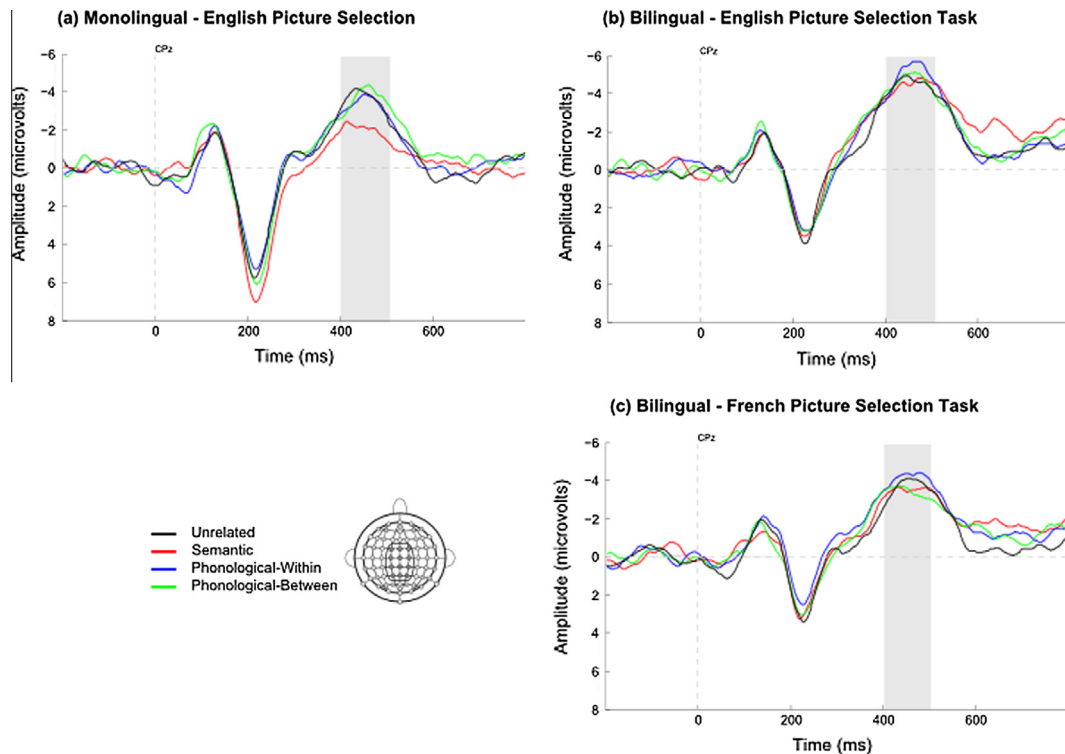 (a) Monolingual - English Picture Selection
CPz
Amplitude (microvolts)
-6
-4
-2
0
2
4
6
8
0
200
400
600
Time (ms)
(b) Bilingual - English Picture Selection Task
CPz
Amplitude (microvolts)
-6
-4
-2
0
2
4
6
8
0
200
400
600
Time (ms)
(c) Bilingual - French Picture Selection Task
CPz
Amplitude (microvolts)
-6
-4
-2
0
2
4
6
8
0
200
400
600
Time (ms)
Unrelated
Semantic
Phonological-Within
Phonological-Between